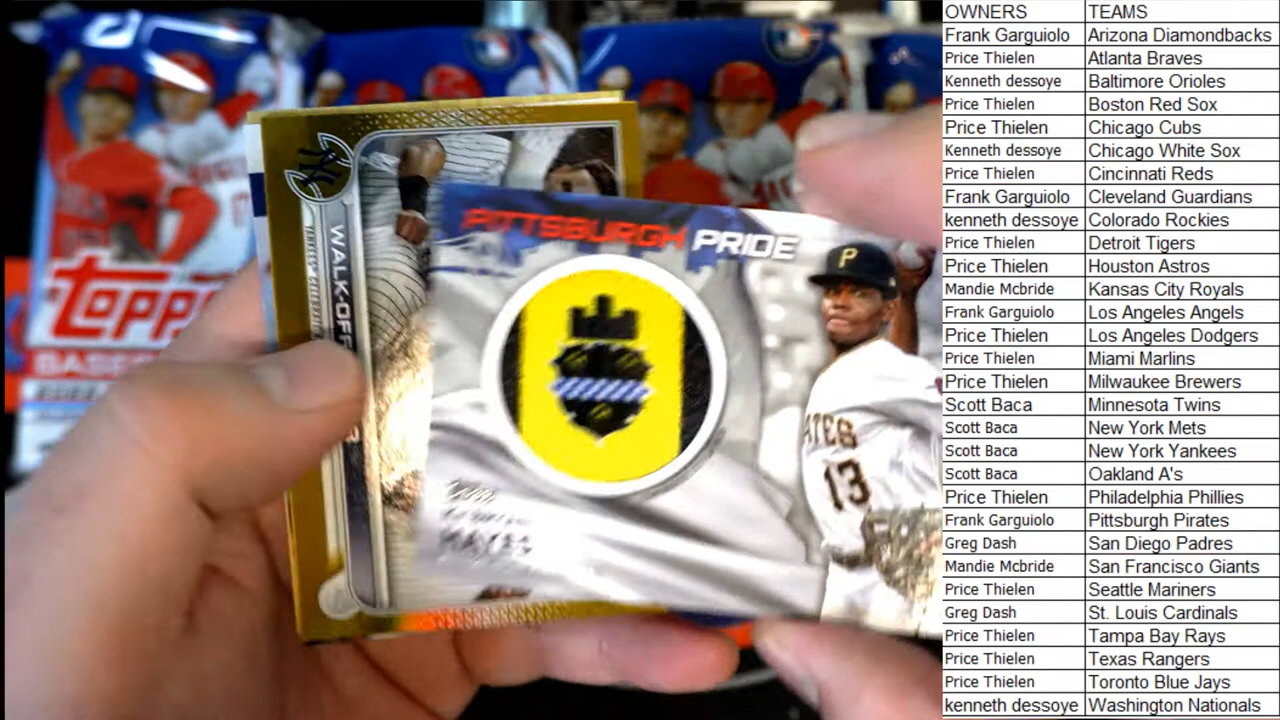 PITTSBURGH PRIDE
P
ATES
13
HAYES
WALK-OFF
NY
TOPPS
BASEB
OWNERS TEAMS
Frank Garguiolo Arizona Diamondbacks
Price Thielen Atlanta Braves
Kenneth dessoye Baltimore Orioles
Price Thielen Boston Red Sox
Price Thielen Chicago Cubs
Kenneth dessoye Chicago White Sox
Price Thielen Cincinnati Reds
Frank Garguiolo Cleveland Guardians
kenneth dessoye Colorado Rockies
Price Thielen Detroit Tigers
Price Thielen Houston Astros
Mandie Mcbride Kansas City Royals
Frank Garguiolo Los Angeles Angels
Price Thielen Los Angeles Dodgers
Price Thielen Miami Marlins
Price Thielen Milwaukee Brewers
Scott Baca Minnesota Twins
Scott Baca New York Mets
Scott Baca New York Yankees
Scott Baca Oakland A's
Price Thielen Philadelphia Phillies
Frank Garguiolo Pittsburgh Pirates
Greg Dash San Diego Padres
Mandie Mcbride San Francisco Giants
Price Thielen Seattle Mariners
Greg Dash St. Louis Cardinals
Price Thielen Tampa Bay Rays
Price Thielen Texas Rangers
Price Thielen Toronto Blue Jays
kenneth dessoye Washington Nationals